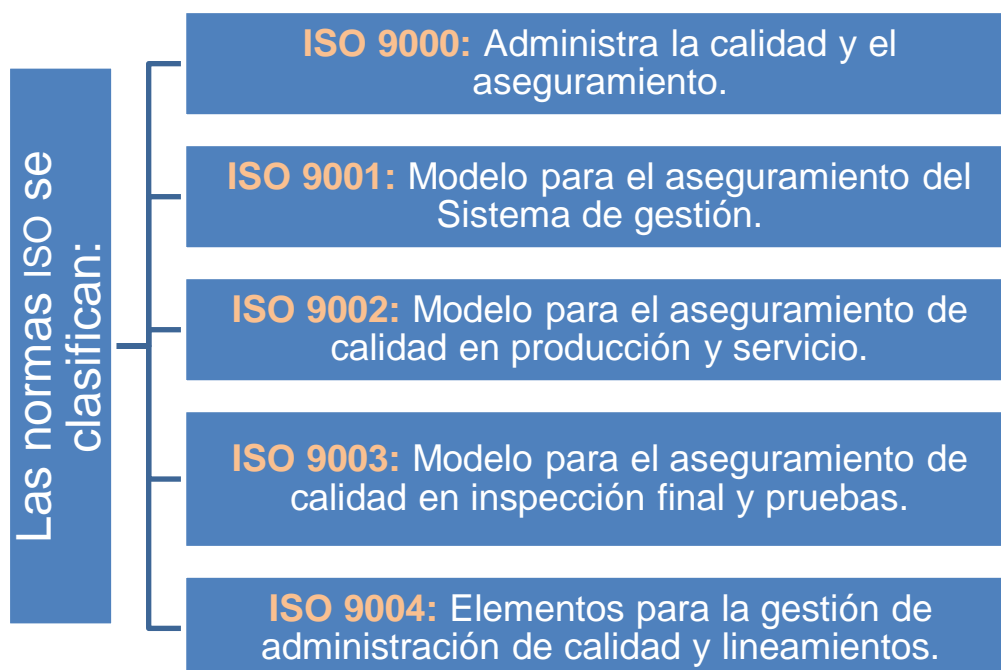 Las normas ISO se
clasifican:
ISO 9000: Administra la calidad y el
aseguramiento.
ISO 9001: Modelo para el aseguramiento del
Sistema de gestión.
ISO 9002: Modelo para el aseguramiento de
calidad en producción y servicio.
ISO 9003: Modelo para el aseguramiento de
calidad en inspección final y pruebas.
ISO 9004: Elementos para la gestión de
administración de calidad y lineamientos.